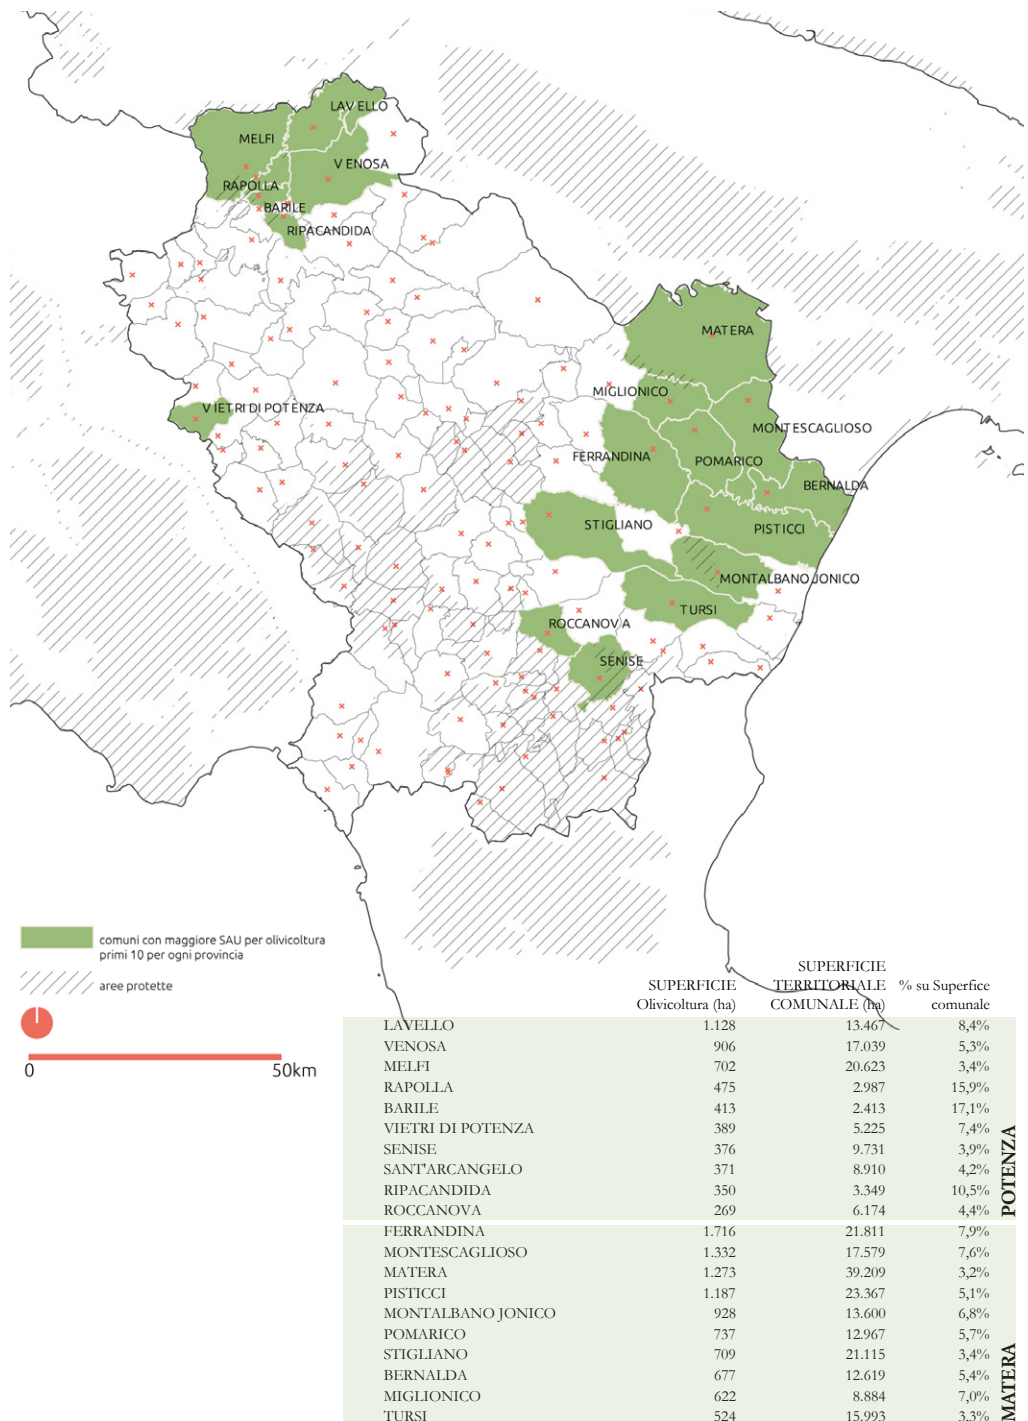 LAVELLO
MELFI
VENOSA
RAPOLLA
BARILE
RIPACANDIDA
MATERA
MIGLIONICO
VIETRI DI POTENZA
MONTESCAGLIOSO
FERRANDINA
POMARICO
BERNALDA
STIGLIANO
PISTICCI
MONTALBANO JONICO
TURSI
ROCCANOVA
SENISE
comuni con maggiore SAU per olivicoltura
primi 10 per ogni provincia
aree protette
0 50km
SUPERFICIE
SUPERFICIE TERRITORIALE % su Superfice
Olivicoltura (ha) COMUNALE (ha) comunale
LAVELLO 1.128 13.467 8,4%
VENOSA 906 17.039 5,3%
MELFI 702 20.623 3,4%
RAPOLLA 475 2.987 15,9%
BARILE 413 2.413 17,1%
VIETRI DI POTENZA 389 5.225 7,4%
SENISE 376 9.731 3,9%
SANT'ARCANGELO 371 8.910 4,2%
RIPACANDIDA 350 3.349 10,5%
ROCCANOVA 269 6.174 4,4%
POTENZA
FERRANDINA 1.716 21.811 7,9%
MONTESCAGLIOSO 1.332 17.579 7,6%
MATERA 1.273 39.209 3,2%
PISTICCI 1.187 23.367 5,1%
MONTALBANO JONICO 928 13.600 6,8%
POMARICO 737 12.967 5,7%
STIGLIANO 709 21.115 3,4%
BERNALDA 677 12.619 5,4%
MIGLIONICO 622 8.884 7,0%
TURSI 524 15.993 3,3%
MATERA